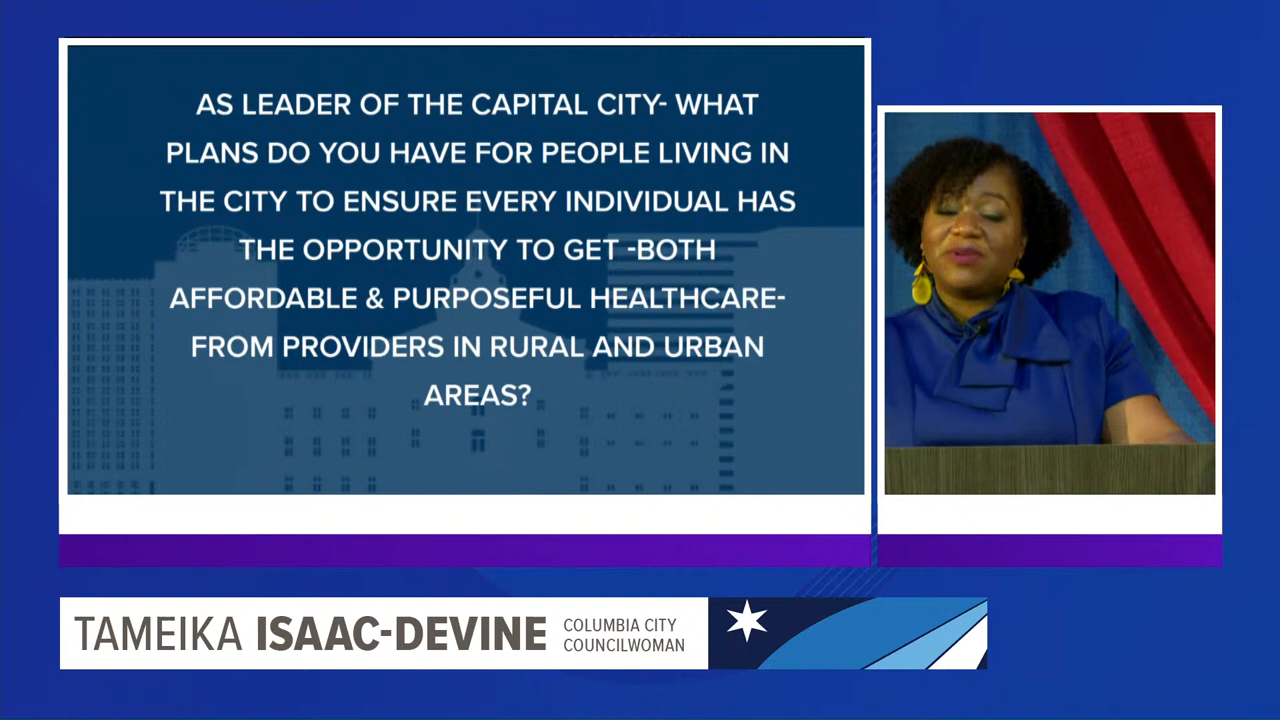 AS LEADER OF THE CAPITAL CITY- WHAT
PLANS DO YOU HAVE FOR PEOPLE LIVING IN
THE CITY TO ENSURE EVERY INDIVIDUAL HAS
THE OPPORTUNITY TO GET -BOTH
AFFORDABLE & PURPOSEFUL HEALTHCARE-
FROM PROVIDERS IN RURAL AND URBAN
AREAS?
TAMEIKA ISAAC-DEVINE
COLUMBIA CITY
COUNCILWOMAN